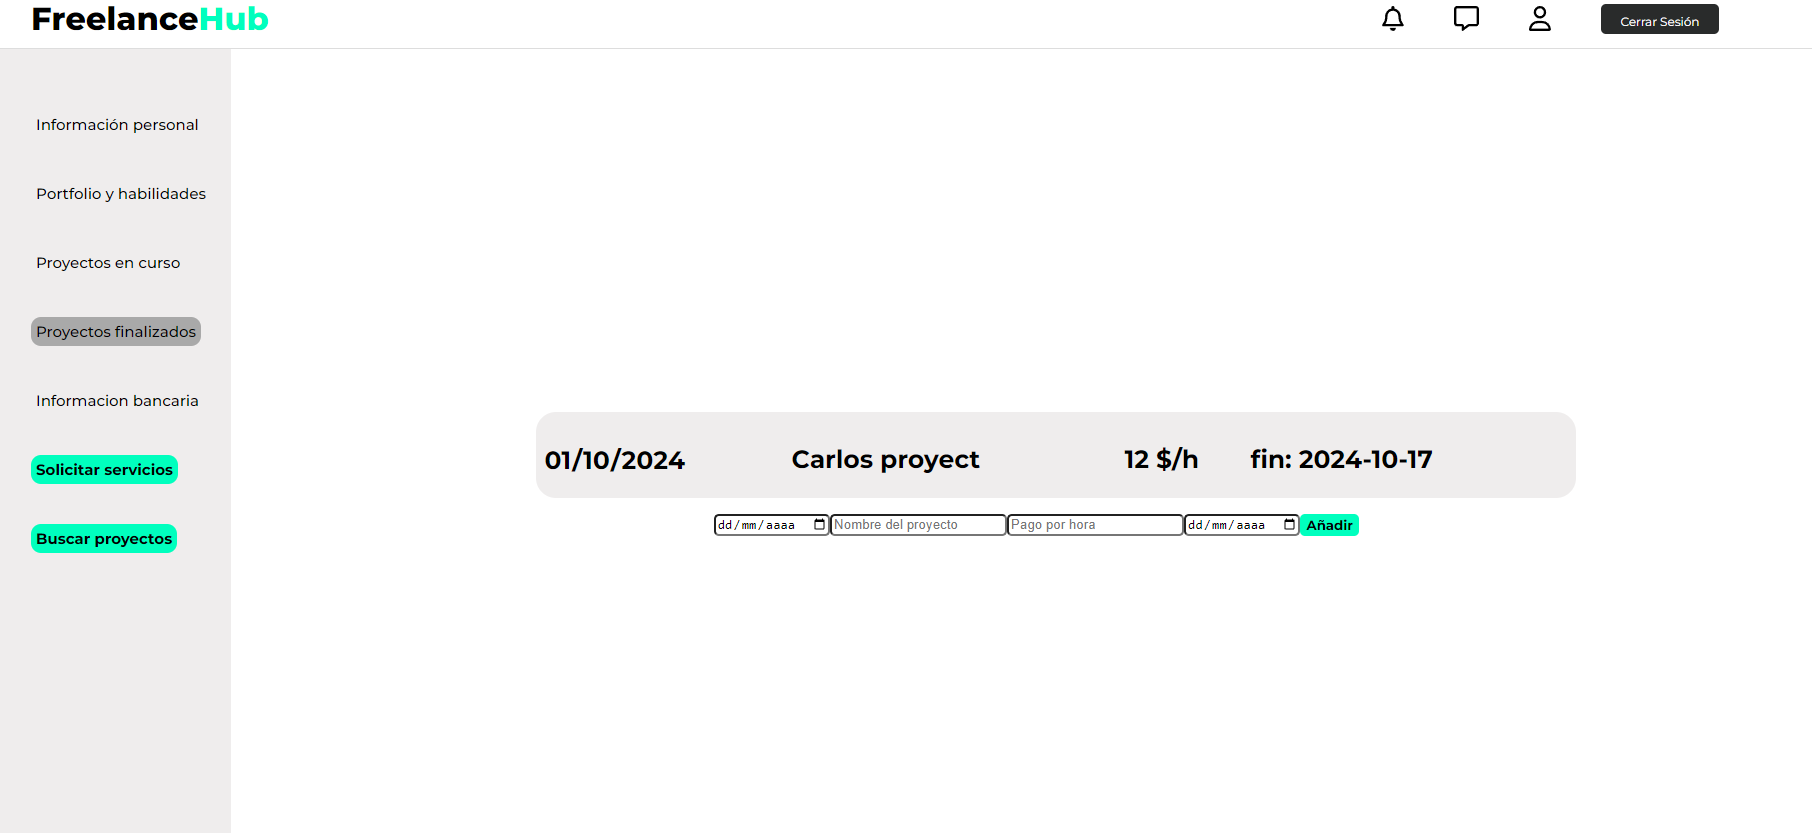 FreelanceHub
Cerrar Sesión
Información personal
Portfolio y habilidades
Proyectos en curso
Proyectos finalizados
Informacion bancaria
Solicitar servicios
Buscar proyectos
01/10/2024 Carlos proyect 12 $/h fin: 2024-10-17
dd/mm/aaaa Nombre del proyecto Pago por hora dd/mm/aaaa Añadir